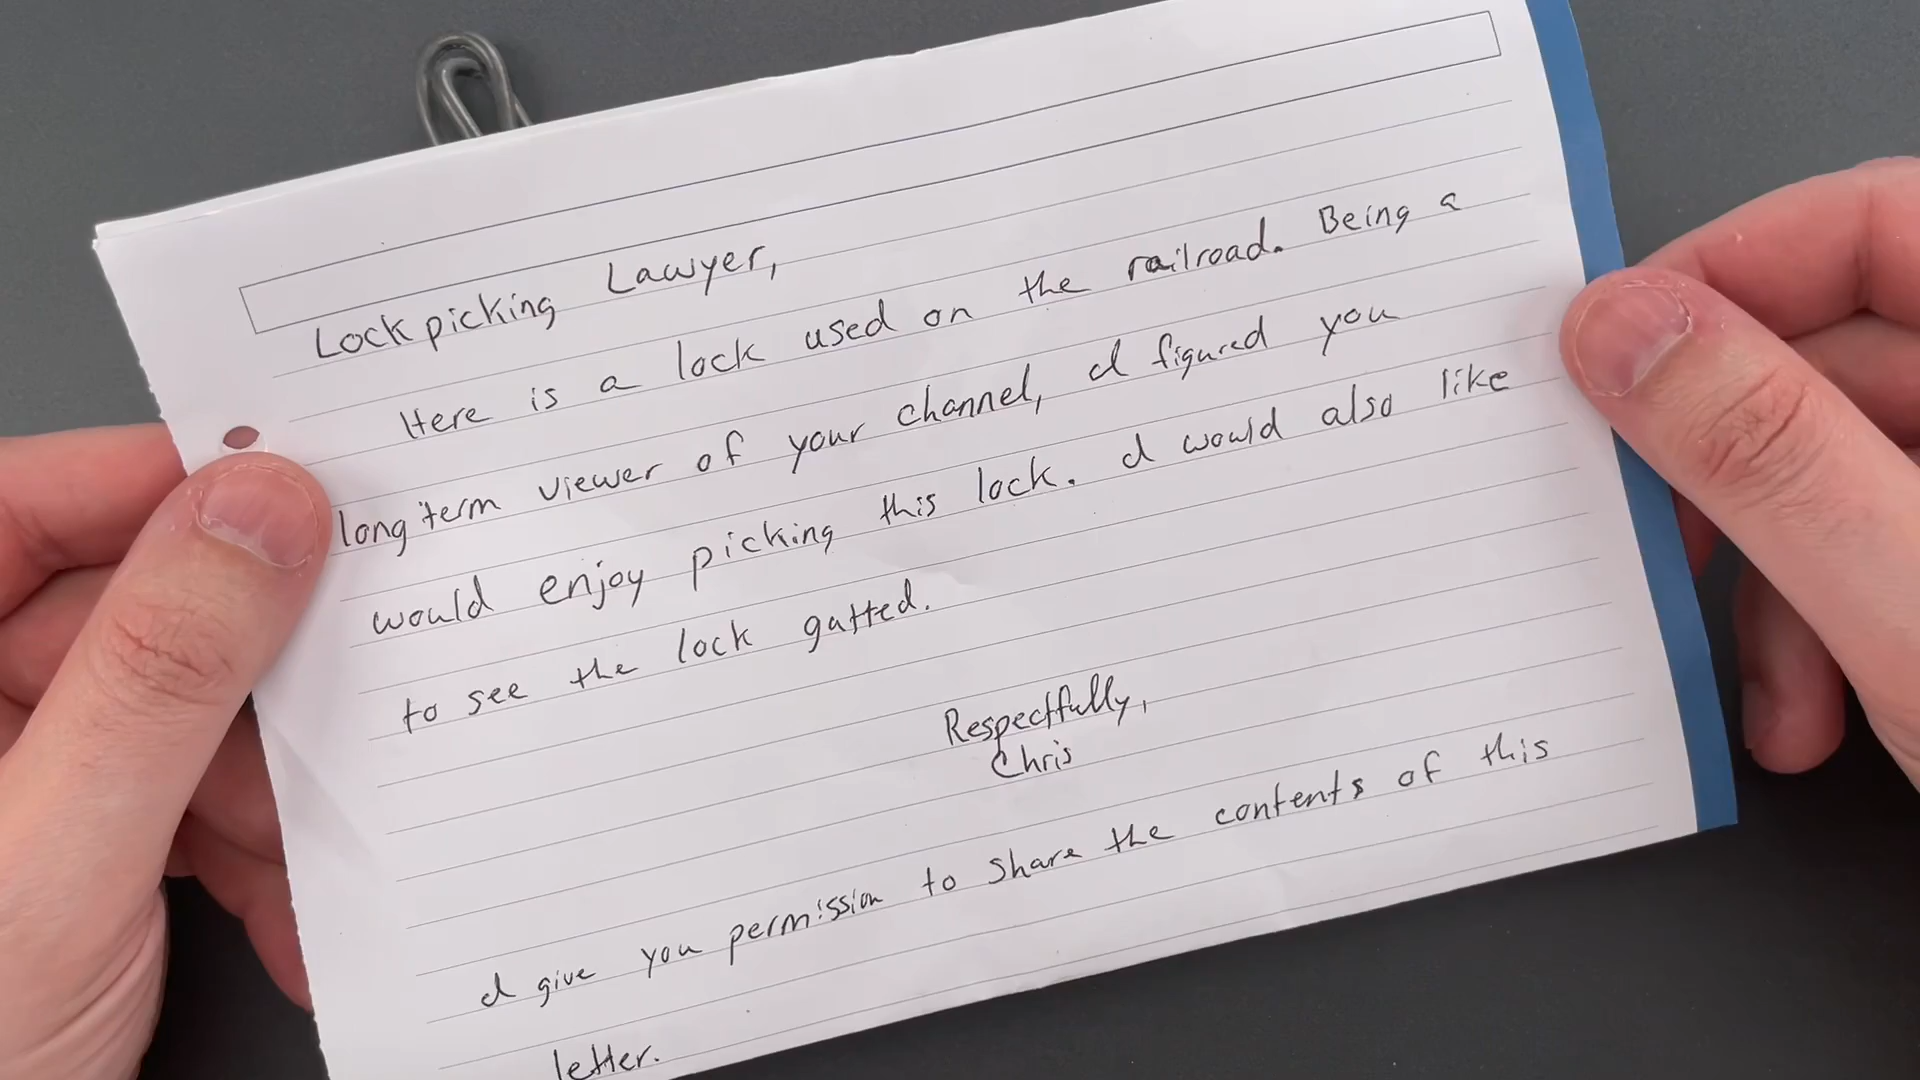 Lockpicking Lawyer,
Here is a lock used on the railroad. Being a
long term viewer of your channel, I figured you
would enjoy picking this lock. I would also like
to see the lock gutted.
Respectfully,
Chris
I give you permission to share the contents of this
letter.